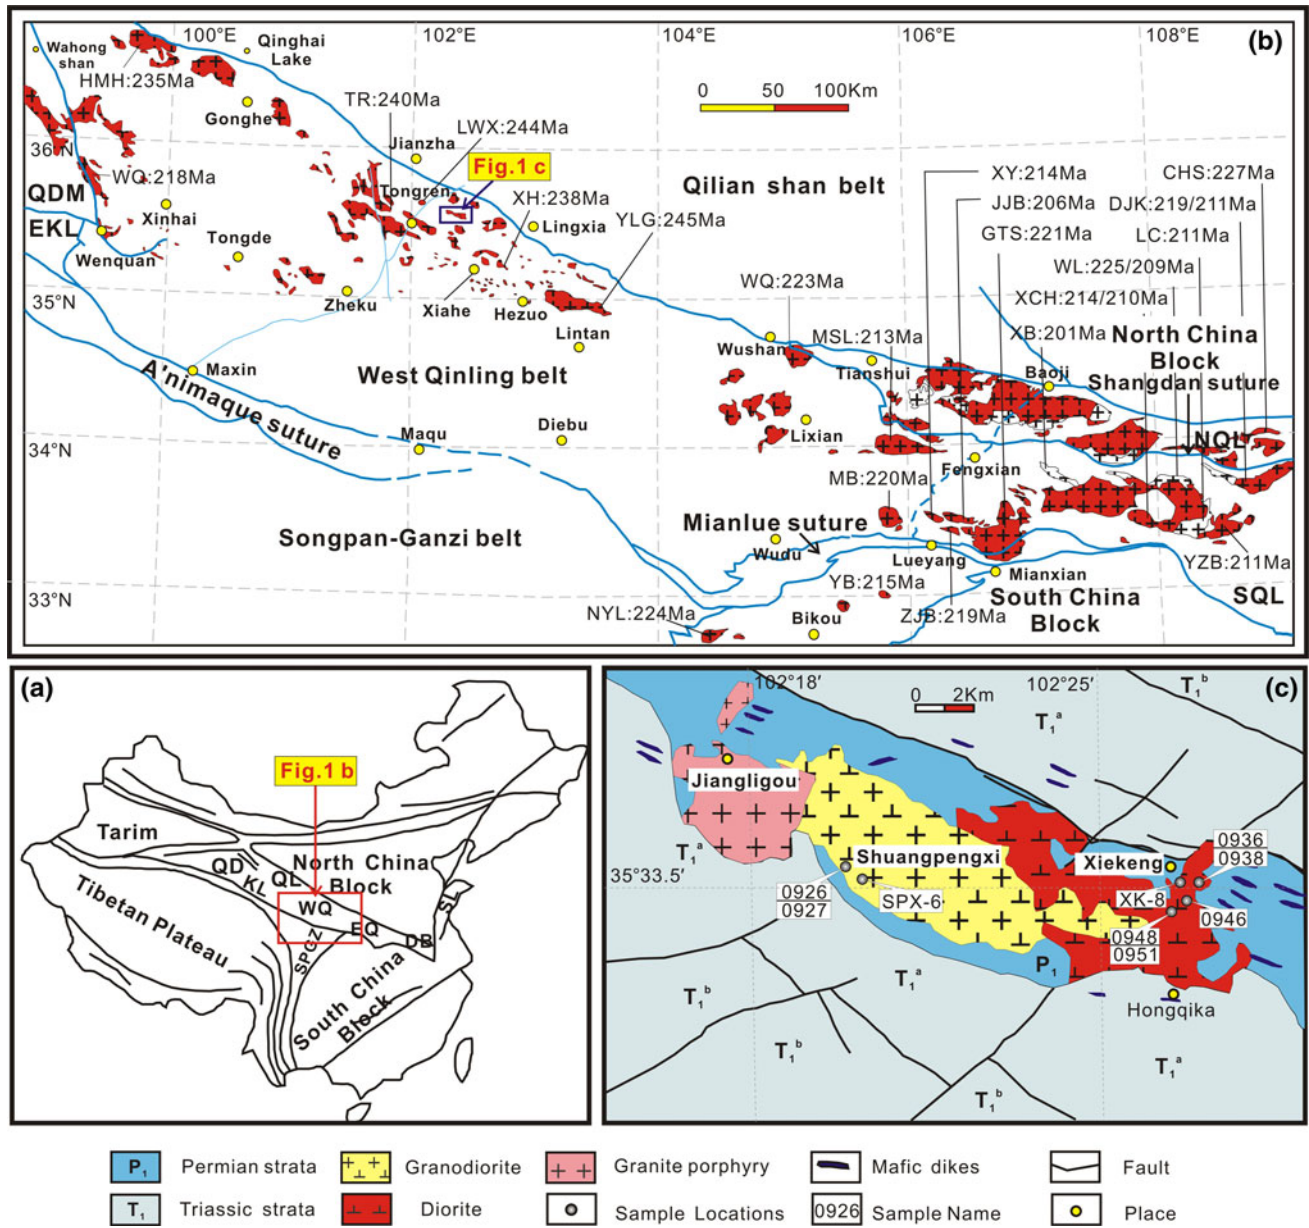 100°E
102°E
104°E
106°E
108°E
(b)
Wahong shan
Qinghai Lake
HMH:235Ma
Gonghe
TR:240Ma
LWX:244Ma
Jianzha
Fig.1 c
36°N
0 50 100Km
QDM
WQ:218Ma
Xinhai
EKL
Wenquan
Tongde
Tongren
XH:238Ma
Lingxia
YLG:245Ma
Qilian shan belt
XY:214Ma
CHS:227Ma
JJB:206Ma
DJK:219/211Ma
GTS:221Ma
LC:211Ma
WL:225/209Ma
XCH:214/210Ma
XB:201Ma
North China Block
Shangdan suture
35°N
Zheku
Xiahe
Hezuo
Lintan
WQ:223Ma
Wushan
MSL:213Ma
Tianshui
Baoji
Maxin
A'nimaque suture
West Qinling belt
Maqu
Diebu
Lixian
34°N
Fengxian
NQL
MB:220Ma
Mianlue suture
Songpan-Ganzi belt
Wudu
Lueyang
Mianxian
YZB:211Ma
33°N
NYL:224Ma
YB:215Ma
Bikou
ZJB:219Ma
South China Block
SQL
(a)
Fig.1 b
Tarim
QD
KL
QL
North China Block
WQ
Tibetan Plateau
SPGZ
EQ
DB
SL
South China Block
(c)
102°18′
102°25′
0 2Km
T₁ᵇ
T₁ᵃ
Jiangligou
T₁ᵃ
35°33.5′
Shuangpengxi
Xiekeng
0936
0938
0926
0927
SPX-6
XK-8
0946
0948
0951
P₁
T₁ᵃ
T₁ᵇ
Hongqika
T₁ᵇ
T₁ᵃ
T₁ᵇ
P₁ Permian strata
Granodiorite
Granite porphyry
Mafic dikes
Fault
T₁ Triassic strata
Diorite
Sample Locations
0926 Sample Name
Place